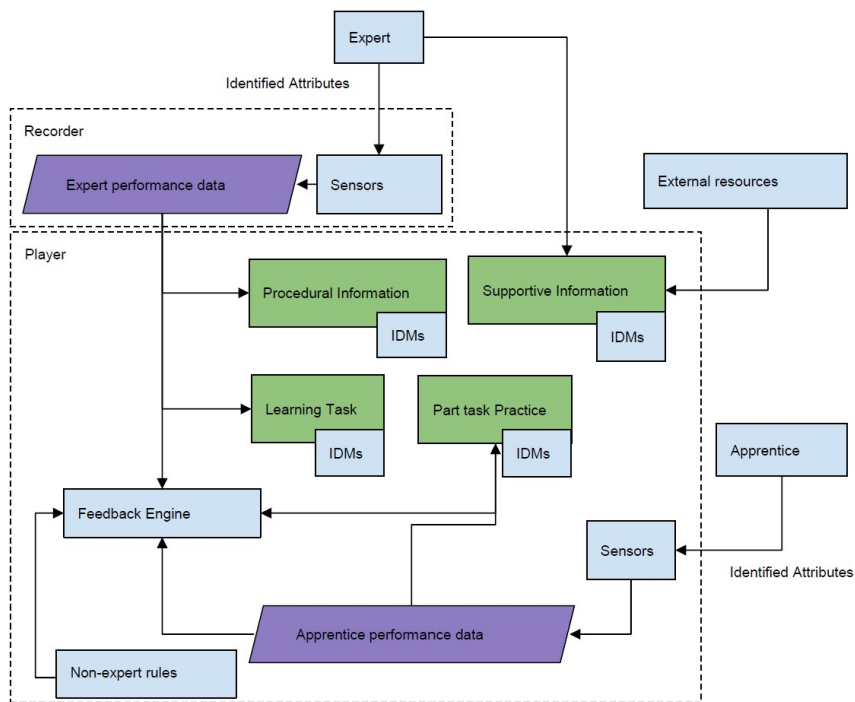 Expert
Identified Attributes
Recorder
Expert performance data
Sensors
External resources
Player
Procedural Information
IDMs
Supportive Information
IDMs
Learning Task
IDMs
Part task Practice
IDMs
Apprentice
Feedback Engine
Sensors
Identified Attributes
Apprentice performance data
Non-expert rules